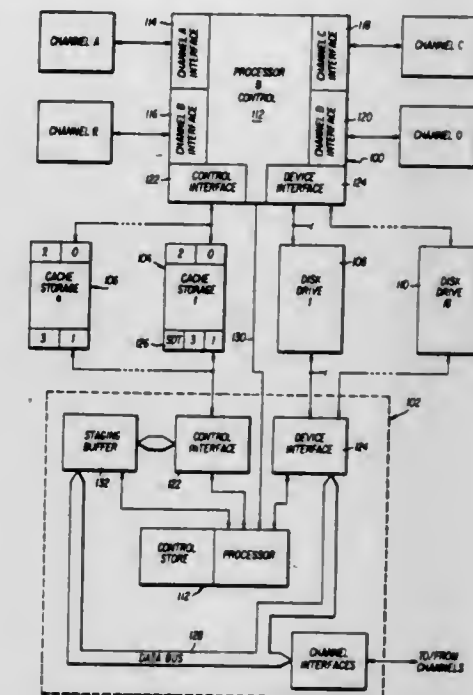 114
118
CHANNEL A
CHANNEL A
INTERFACE
PROCESSOR
&
CONTROL
112
CHANNEL C
INTERFACE
CHANNEL C
116
CHANNEL B
CHANNEL B
INTERFACE
CHANNEL D
INTERFACE
120
100
CHANNEL D
122
CONTROL
INTERFACE
DEVICE
INTERFACE
124
2 0
CACHE
STORAGE
3 1
106
104
2 0
CACHE
STORAGE
1
126
SDT 3 1
130
108
DISK
DRIVE
1
110
DISK
DRIVE
16
102
STAGING
BUFFER
132
CONTROL
INTERFACE
122
DEVICE
INTERFACE
124
CONTROL
STORE
PROCESSOR
112
128
DATA BUS
CHANNEL
INTERFACES
TO/FROM
CHANNELS